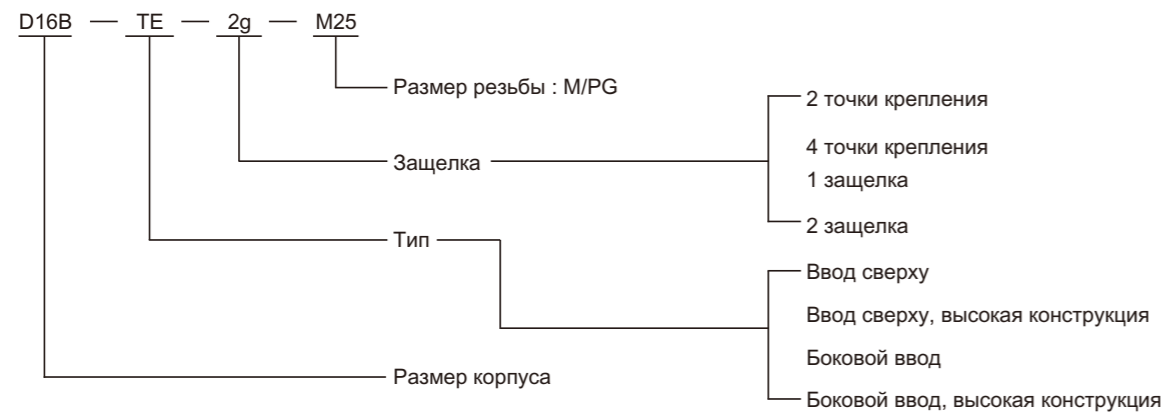 D16B — TE — 2g — M25
Размер резьбы : M/PG
2 точки крепления
4 точки крепления
Защелка
1 защелка
2 защелка
Тип
Ввод сверху
Ввод сверху, высокая конструкция
Боковой ввод
Размер корпуса
Боковой ввод, высокая конструкция